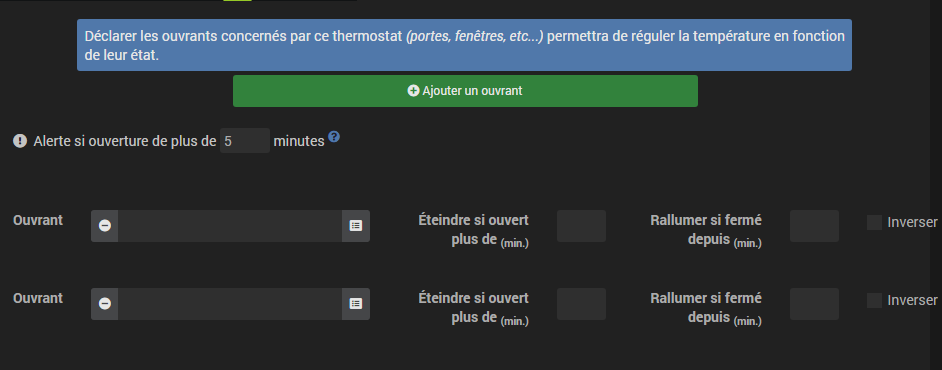 Déclarer les ouvrants concernés par ce thermostat (portes, fenêtres, etc...) permettra de réguler la température en fonction
de leur état.
Ajouter un ouvrant
Alerte si ouverture de plus de 5 minutes ?
Ouvrant Éteindre si ouvert Rallumer si fermé Inverser
plus de (min.) depuis (min.)
Ouvrant Éteindre si ouvert Rallumer si fermé Inverser
plus de (min.) depuis (min.)